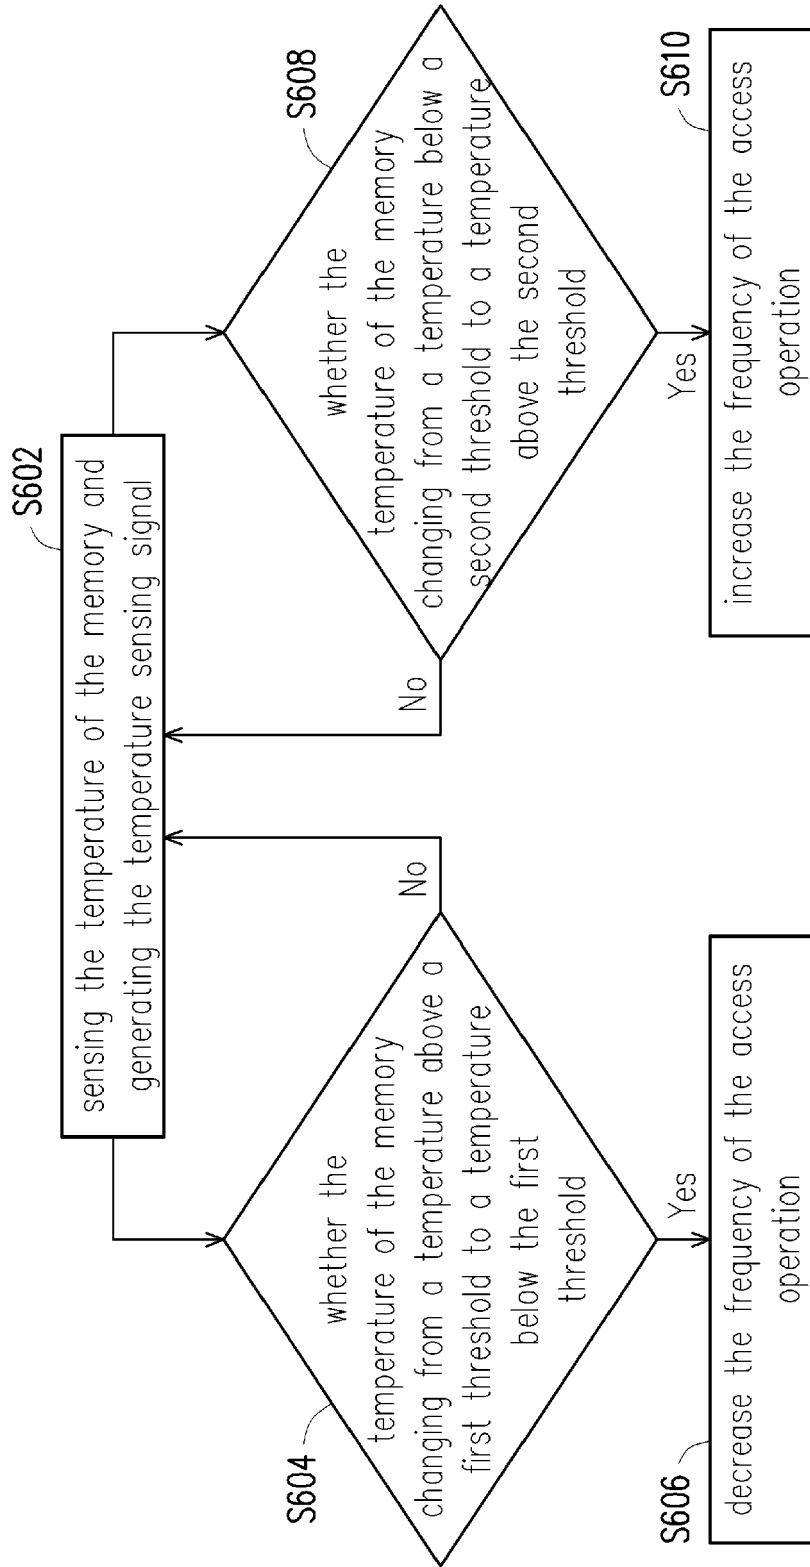 S602
sensing the temperature of the memory and
generating the temperature sensing signal
S604
whether the
temperature of the memory
changing from a temperature above a
first threshold to a temperature
below the first
threshold
No
Yes
S606
decrease the frequency of the access
operation
S608
whether the
temperature of the memory
changing from a temperature below a
second threshold to a temperature
above the second
threshold
No
Yes
S610
increase the frequency of the access
operation